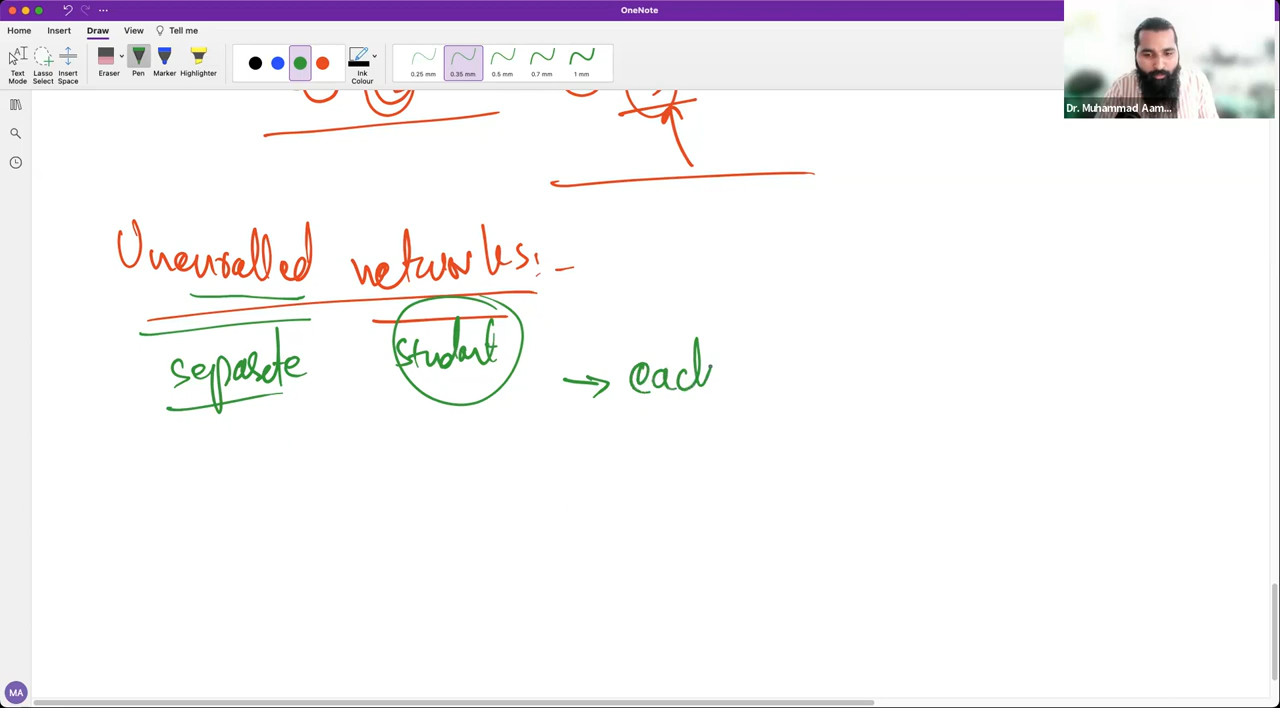 OneNote
Home Insert Draw View Tell me
Text Mode
Lasso Select
Insert Space
Eraser
Pen
Marker
Highlighter
Ink Colour
0.25 mm
0.35 mm
0.5 mm
0.7 mm
1 mm
Dr. Muhammad Aam...
networks:-
separate student → each
MA